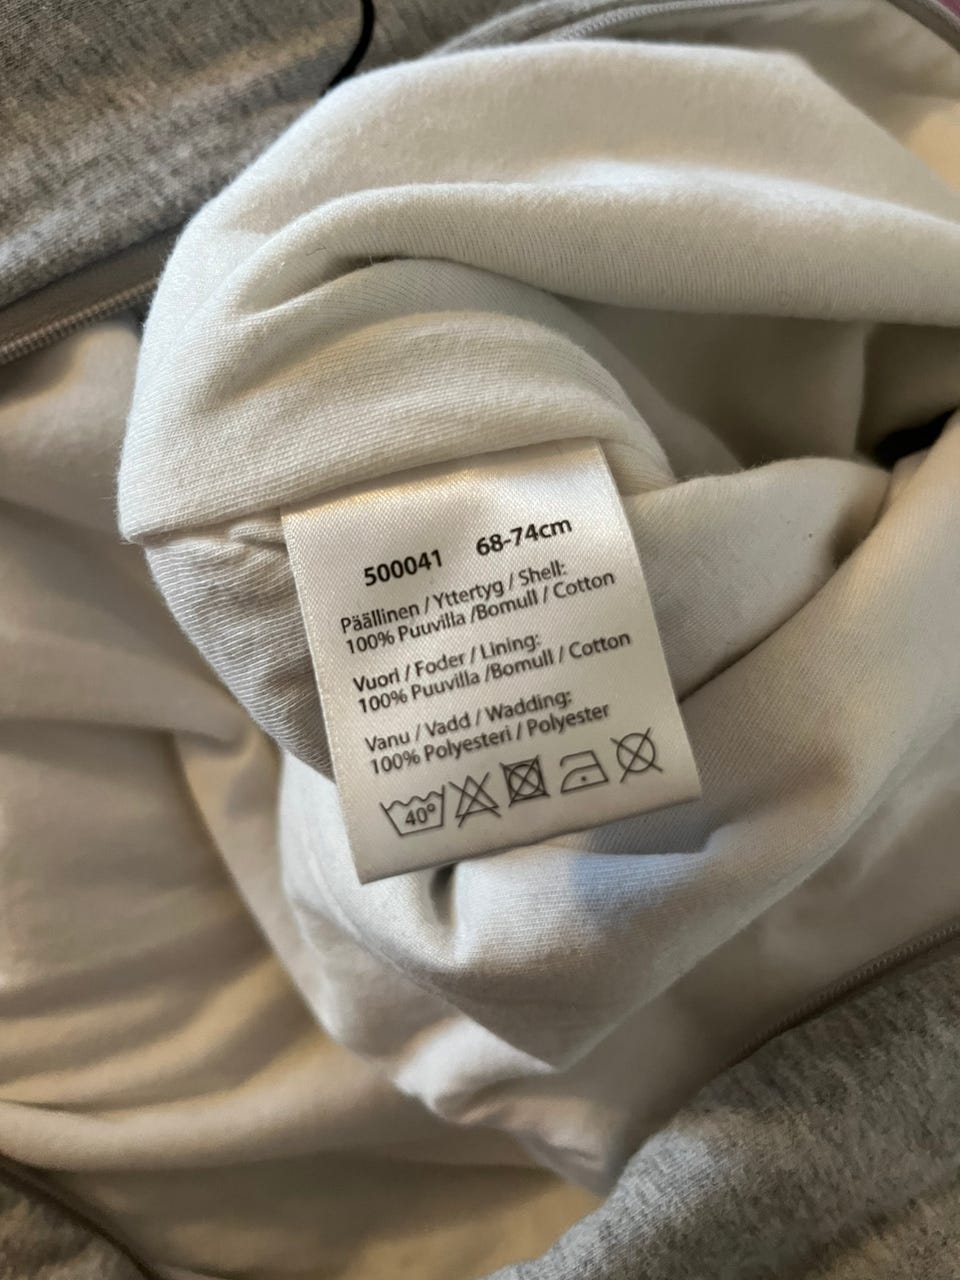 500041 68-74cm
Päällinen / Yttertyg / Shell:
100% Puuvilla /Bomull / Cotton
Vuori / Foder / Lining:
100% Puuvilla /Bomull / Cotton
Vanu / Vadd / Wadding:
100% Polyesteri / Polyester
40°